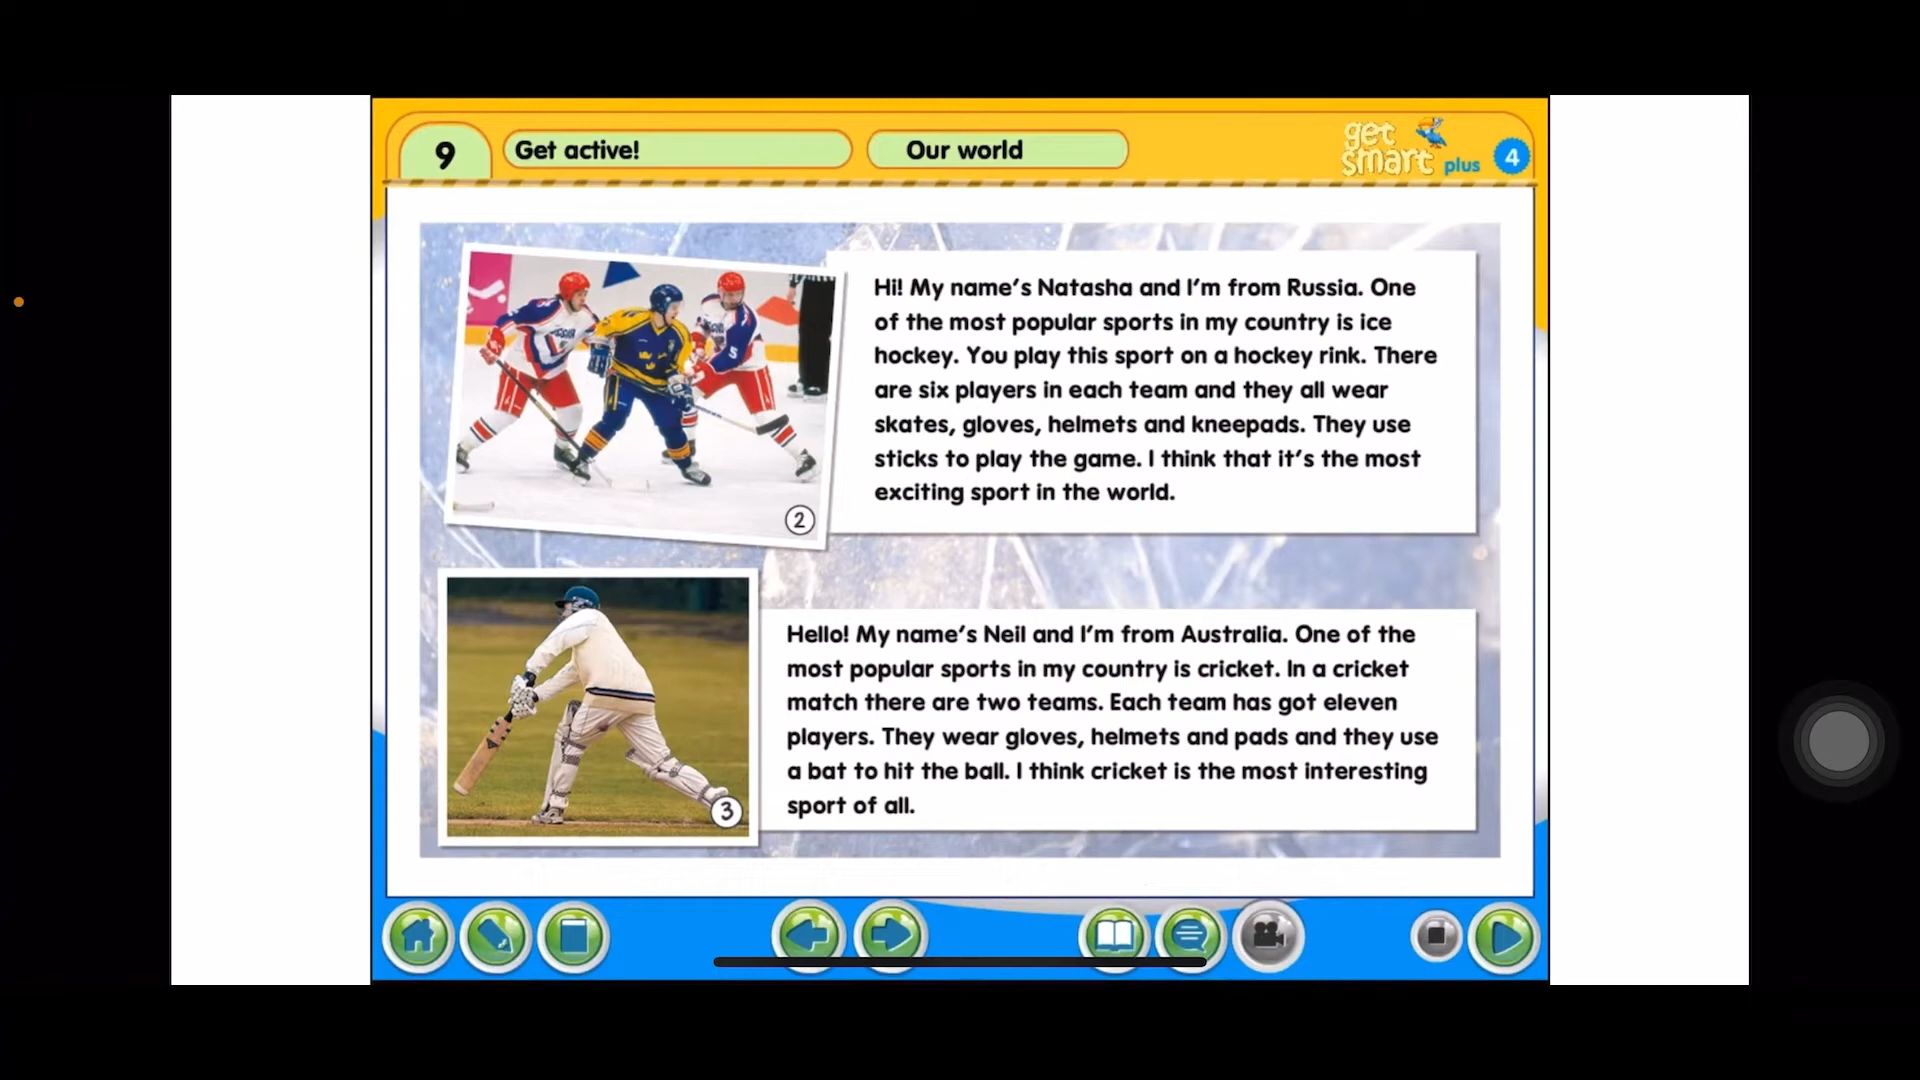 9
Get active!
Our world
get
smart
plus
4
Hi! My name's Natasha and I'm from Russia. One
of the most popular sports in my country is ice
hockey. You play this sport on a hockey rink. There
are six players in each team and they all wear
skates, gloves, helmets and kneepads. They use
sticks to play the game. I think that it's the most
exciting sport in the world.
5
2
Hello! My name's Neil and I'm from Australia. One of the
most popular sports in my country is cricket. In a cricket
match there are two teams. Each team has got eleven
players. They wear gloves, helmets and pads and they use
a bat to hit the ball. I think cricket is the most interesting
sport of all.
3